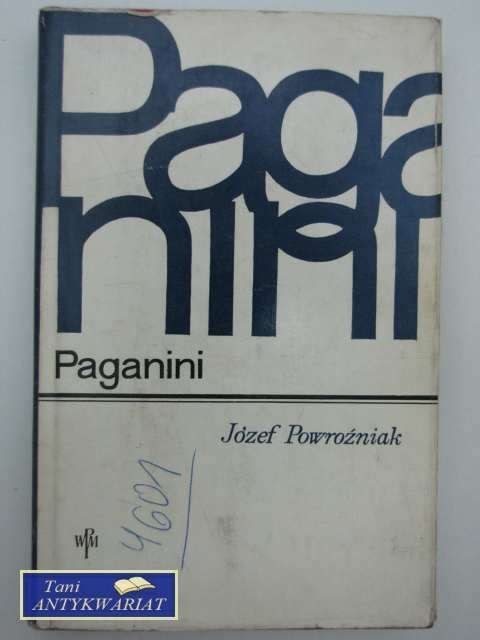 Paga
nini
Paganini
Józef Powroźniak
WPM
4601
Tani
ANTYKWARIAT